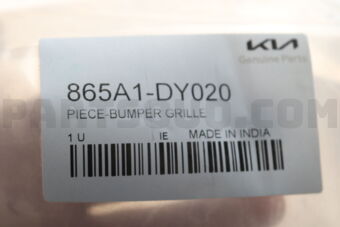 KIA
Genuine Parts
865A1-DY020
PIECE-BUMPER GRILLE
1 U IE MADE IN INDIA